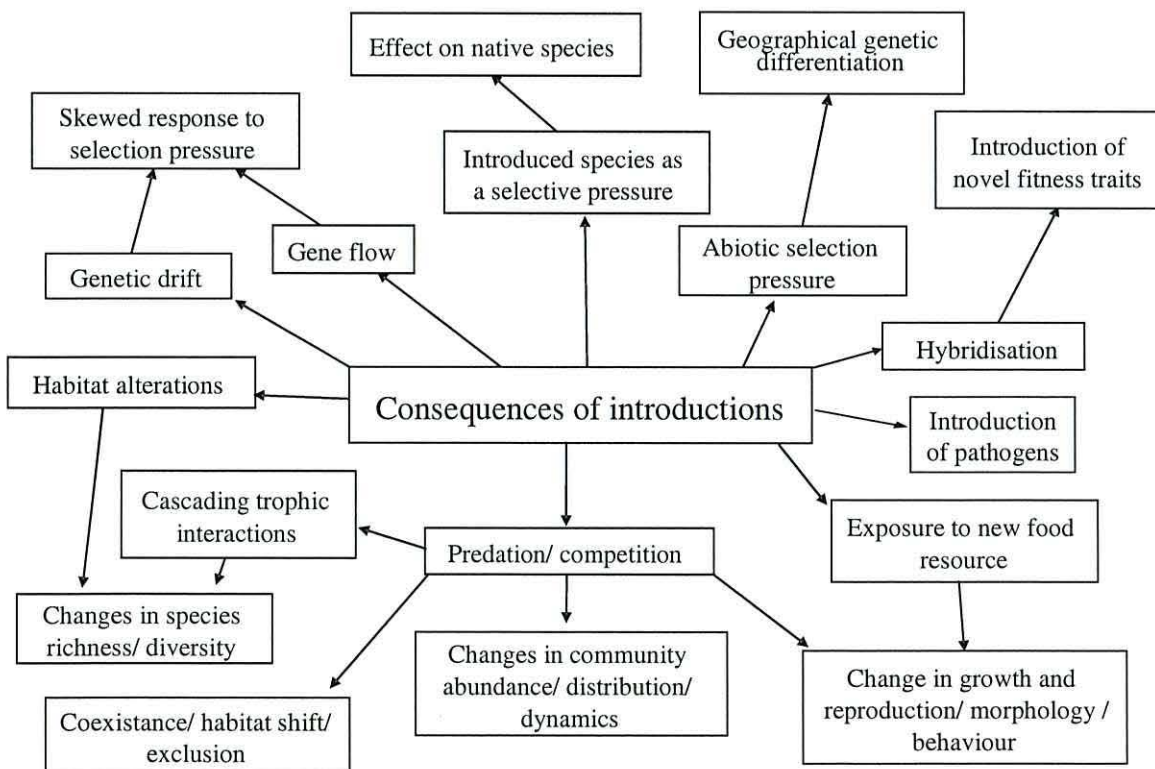 Effect on native species
Geographical genetic
differentiation
Skewed response to
selection pressure
Introduced species as
a selective pressure
Introduction of
novel fitness traits
Gene flow
Abiotic selection
pressure
Genetic drift
Hybridisation
Habitat alterations
Consequences of introductions
Introduction
of pathogens
Cascading trophic
interactions
Predation/ competition
Exposure to new food
resource
Changes in species
richness/ diversity
Changes in community
abundance/ distribution/
dynamics
Change in growth and
reproduction/ morphology /
behaviour
Coexistance/ habitat shift/
exclusion